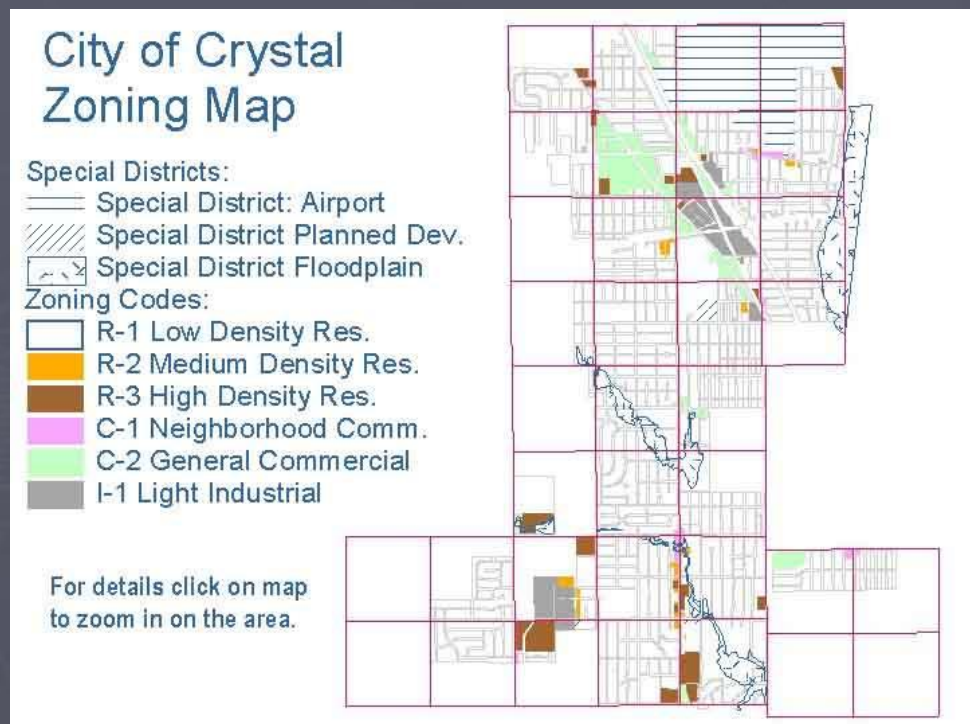 City of Crystal
Zoning Map
Special Districts:
Special District: Airport
Special District Planned Dev.
Special District Floodplain
Zoning Codes:
R-1 Low Density Res.
R-2 Medium Density Res.
R-3 High Density Res.
C-1 Neighborhood Comm.
C-2 General Commercial
I-1 Light Industrial
For details click on map
to zoom in on the area.